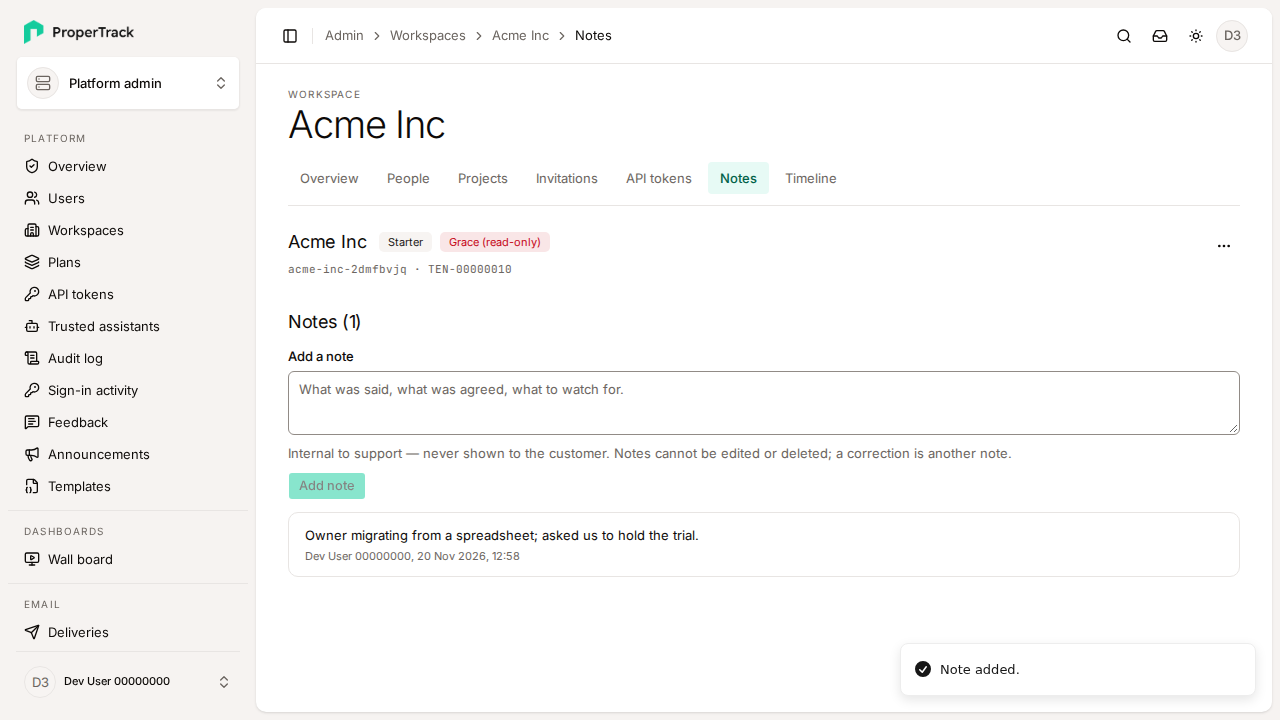 ProperTrack
Platform admin
PLATFORM
Overview
Users
Workspaces
Plans
API tokens
Trusted assistants
Audit log
Sign-in activity
Feedback
Announcements
Templates
DASHBOARDS
Wall board
EMAIL
Deliveries
D3 Dev User 00000000
Admin > Workspaces > Acme Inc > Notes
D3
WORKSPACE
Acme Inc
Overview People Projects Invitations API tokens Notes Timeline
Acme Inc Starter Grace (read-only)
acme-inc-2dmfbvjq · TEN-00000010
Notes (1)
Add a note
What was said, what was agreed, what to watch for.
Internal to support — never shown to the customer. Notes cannot be edited or deleted; a correction is another note.
Add note
Owner migrating from a spreadsheet; asked us to hold the trial.
Dev User 00000000, 20 Nov 2026, 12:58
Note added.